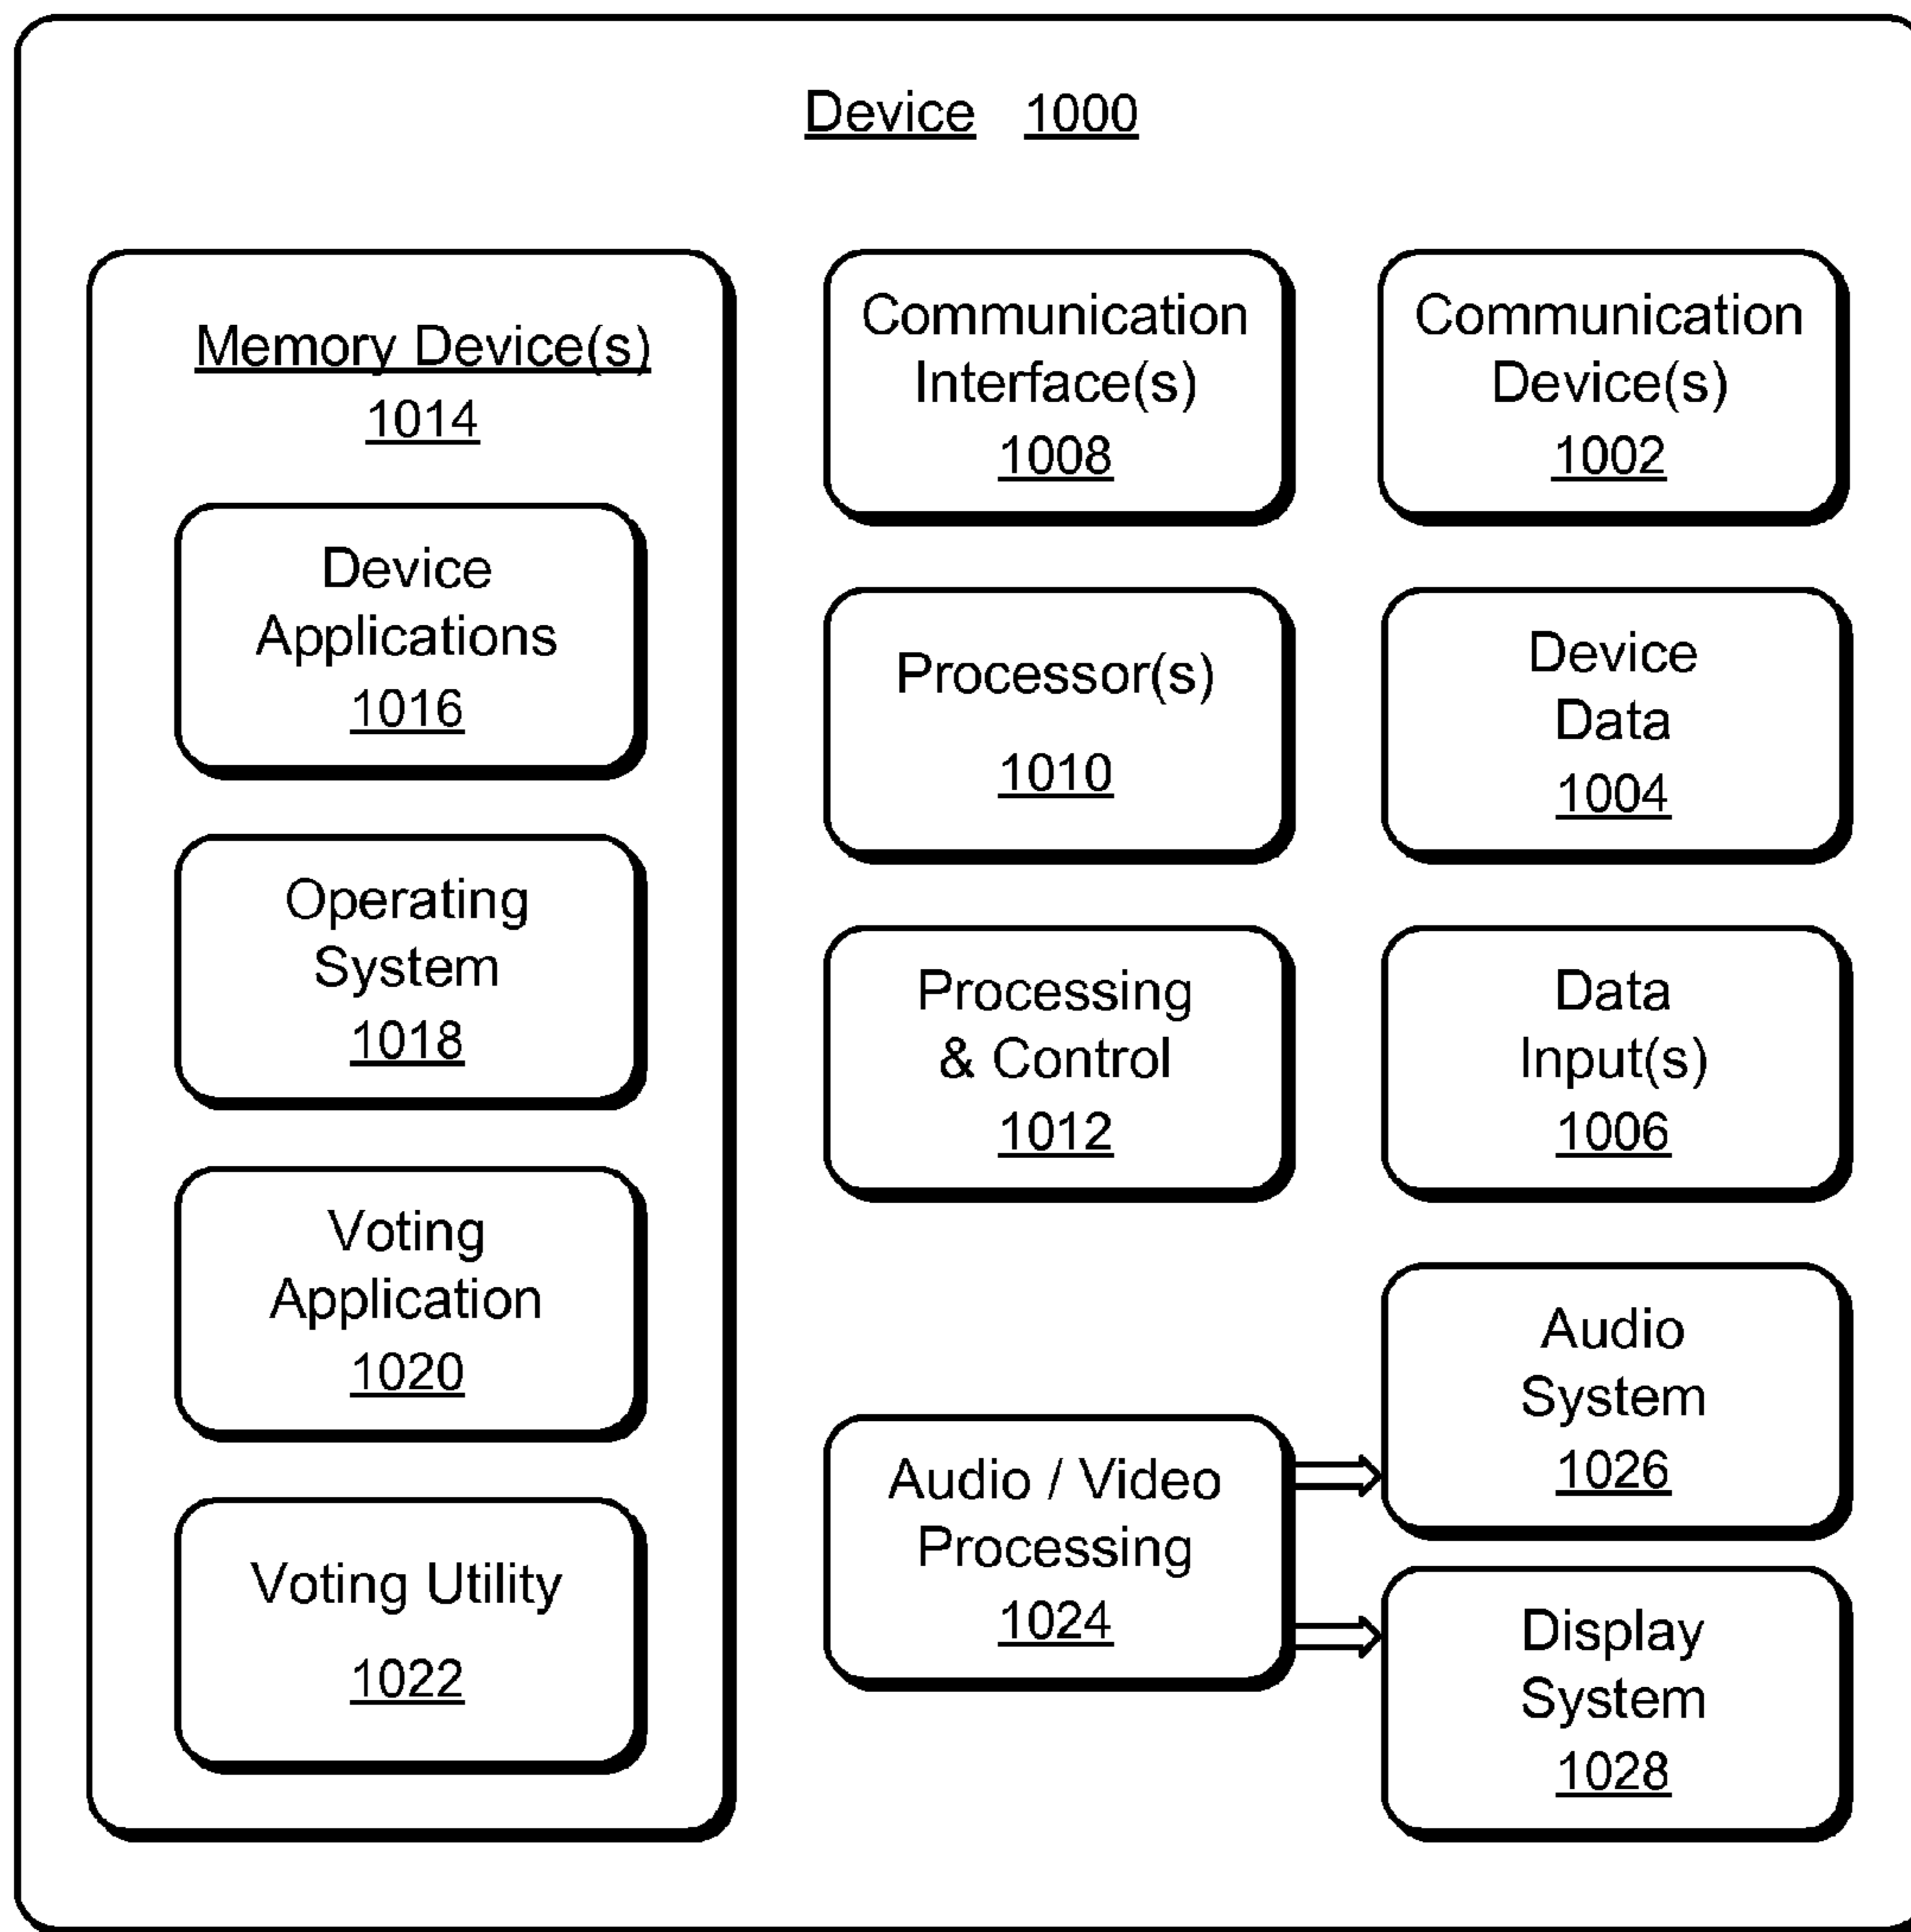 Device 1000
Memory Device(s)
1014
Device
Applications
1016
Operating
System
1018
Voting
Application
1020
Voting Utility
1022
Communication
Interface(s)
1008
Processor(s)
1010
Processing
& Control
1012
Audio / Video
Processing
1024
Communication
Device(s)
1002
Device
Data
1004
Data
Input(s)
1006
Audio
System
1026
Display
System
1028